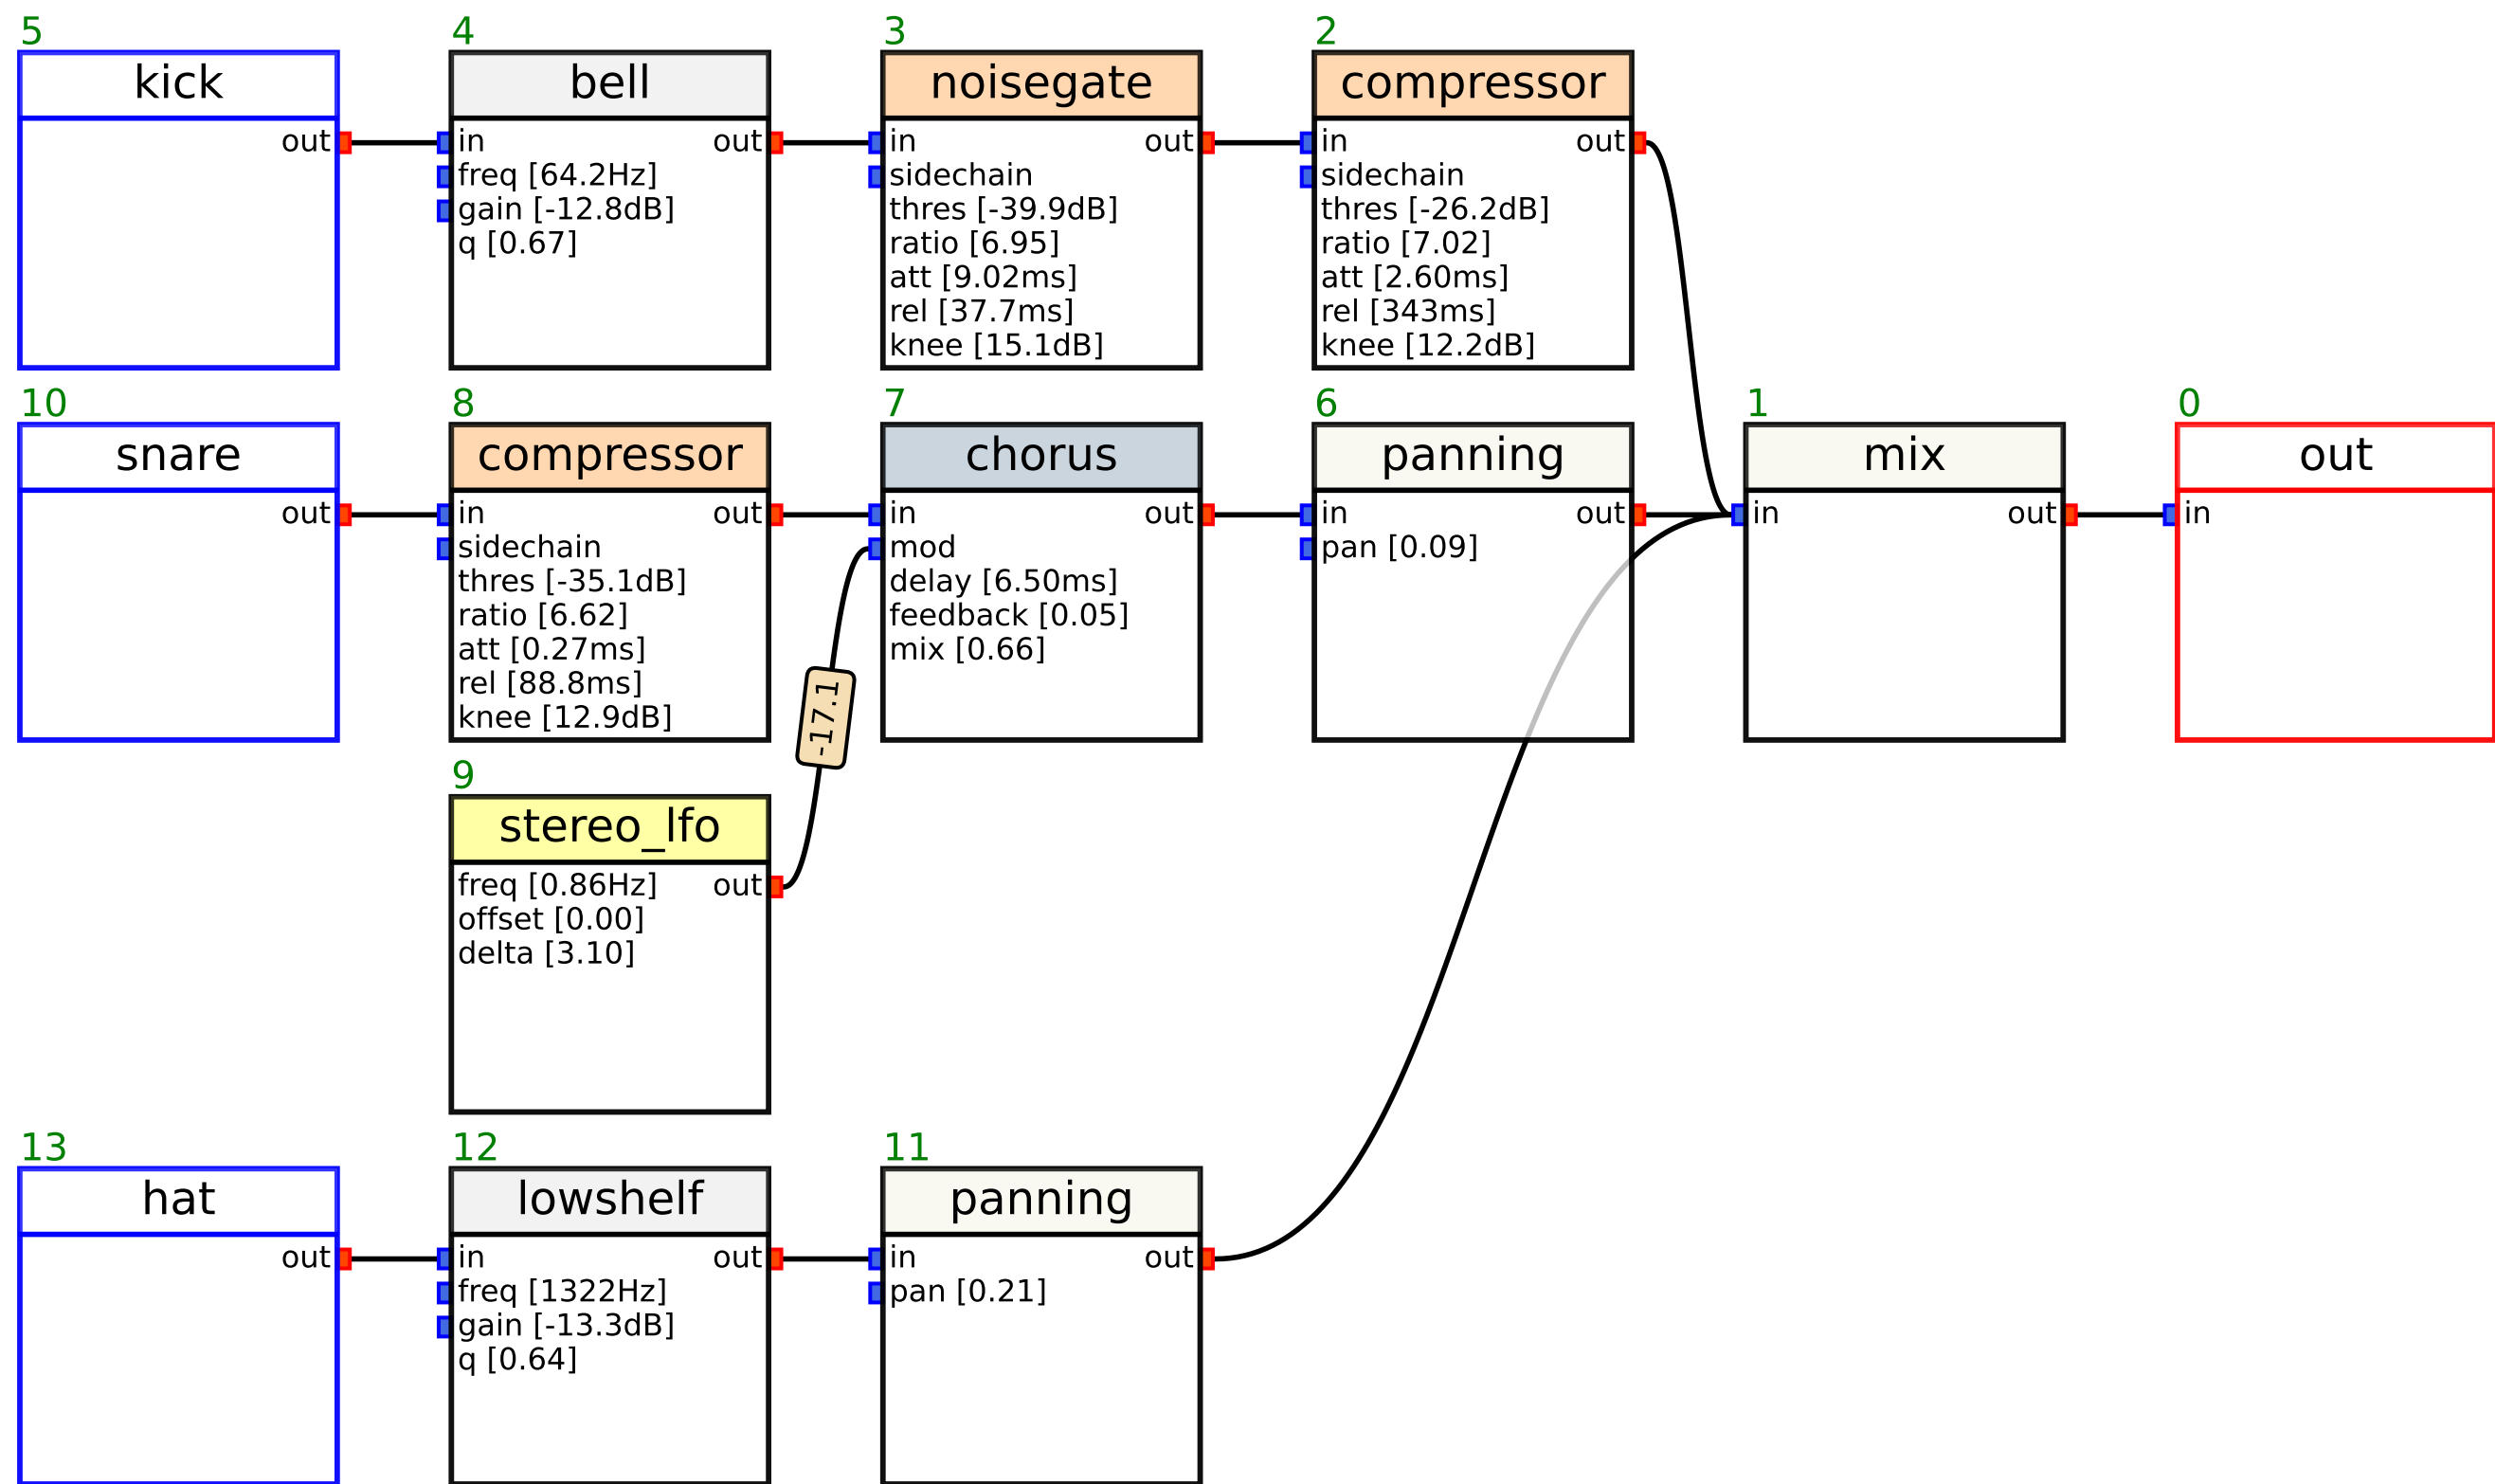 5
kick
out
4
bell
in out
freq [64.2Hz]
gain [-12.8dB]
q [0.67]
3
noisegate
in out
sidechain
thres [-39.9dB]
ratio [6.95]
att [9.02ms]
rel [37.7ms]
knee [15.1dB]
2
compressor
in out
sidechain
thres [-26.2dB]
ratio [7.02]
att [2.60ms]
rel [343ms]
knee [12.2dB]
10
snare
out
8
compressor
in out
sidechain
thres [-35.1dB]
ratio [6.62]
att [0.27ms]
rel [88.8ms]
knee [12.9dB]
7
chorus
in out
mod
delay [6.50ms]
feedback [0.05]
mix [0.66]
6
panning
in out
pan [0.09]
1
mix
in out
0
out
in
-17.1
9
stereo_lfo
freq [0.86Hz] out
offset [0.00]
delta [3.10]
13
hat
out
12
lowshelf
in out
freq [1322Hz]
gain [-13.3dB]
q [0.64]
11
panning
in out
pan [0.21]